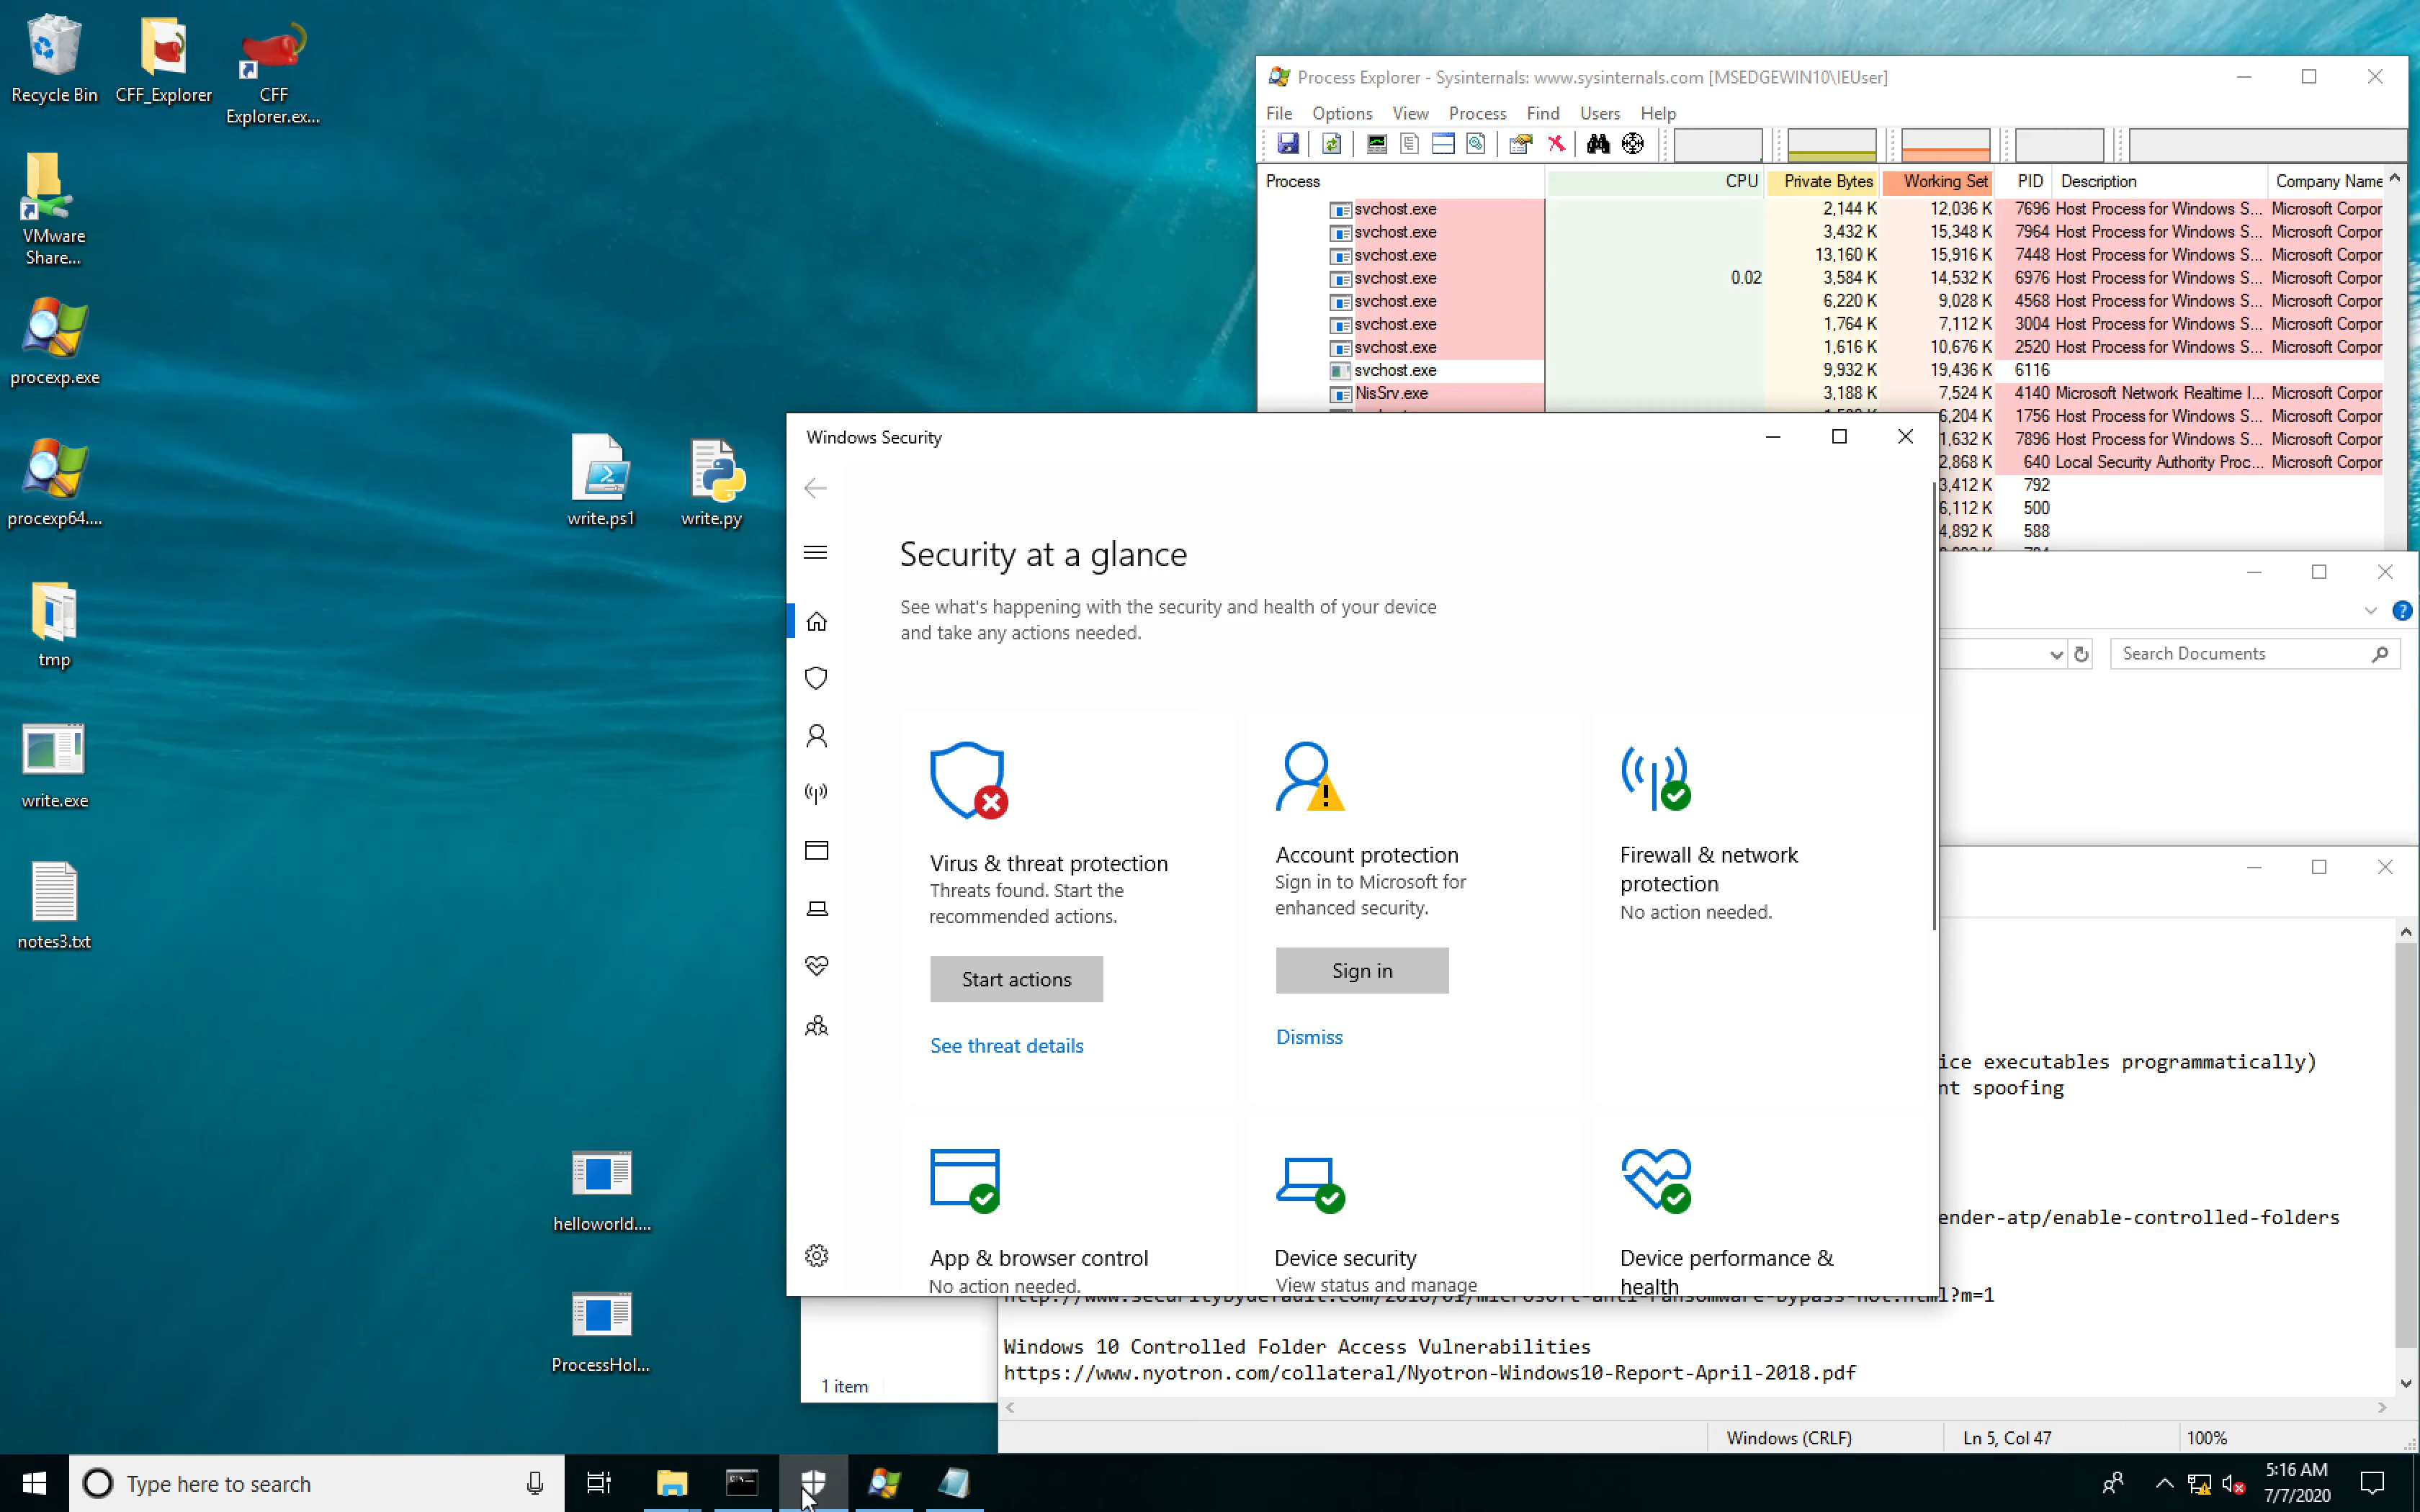 Recycle Bin
CFF_Explorer
CFF
Explorer.ex...
VMware
Share...
procexp.exe
procexp64....
tmp
write.exe
notes3.txt
write.ps1
write.py
helloworld....
ProcessHol...
Process Explorer - Sysinternals: www.sysinternals.com [MSEDGEWIN10\IEUser]
File Options View Process Find Users Help
Process CPU Private Bytes Working Set PID Description Company Name
svchost.exe 2,144 K 12,036 K 7696 Host Process for Windows S... Microsoft Corpor
svchost.exe 3,432 K 15,348 K 7964 Host Process for Windows S... Microsoft Corpor
svchost.exe 13,160 K 15,916 K 7448 Host Process for Windows S... Microsoft Corpor
svchost.exe 0.02 3,584 K 14,532 K 6976 Host Process for Windows S... Microsoft Corpor
svchost.exe 6,220 K 9,028 K 4568 Host Process for Windows S... Microsoft Corpor
svchost.exe 1,764 K 7,112 K 3004 Host Process for Windows S... Microsoft Corpor
svchost.exe 1,616 K 10,676 K 2520 Host Process for Windows S... Microsoft Corpor
svchost.exe 9,932 K 19,436 K 6116
NisSrv.exe 3,188 K 7,524 K 4140 Microsoft Network Realtime I... Microsoft Corpor
6,204 K 1756 Host Process for Windows S... Microsoft Corpor
1,632 K 7896 Host Process for Windows S... Microsoft Corpor
2,868 K 640 Local Security Authority Proc... Microsoft Corpor
3,412 K 792
6,112 K 500
4,892 K 588
Windows Security
Security at a glance
See what's happening with the security and health of your device
and take any actions needed.
Virus & threat protection
Threats found. Start the
recommended actions.
Start actions
See threat details
Account protection
Sign in to Microsoft for
enhanced security.
Sign in
Dismiss
Firewall & network
protection
No action needed.
App & browser control
No action needed.
Device security
View status and manage
Device performance &
health
Search Documents
1 item
ice executables programmatically)
nt spoofing
ender-atp/enable-controlled-folders
http://www.securitybydefault.com/2018/01/microsoft-anti-ransomware-bypass-not.html?m=1
Windows 10 Controlled Folder Access Vulnerabilities
https://www.nyotron.com/collateral/Nyotron-Windows10-Report-April-2018.pdf
Windows (CRLF) Ln 5, Col 47 100%
Type here to search
5:16 AM
7/7/2020